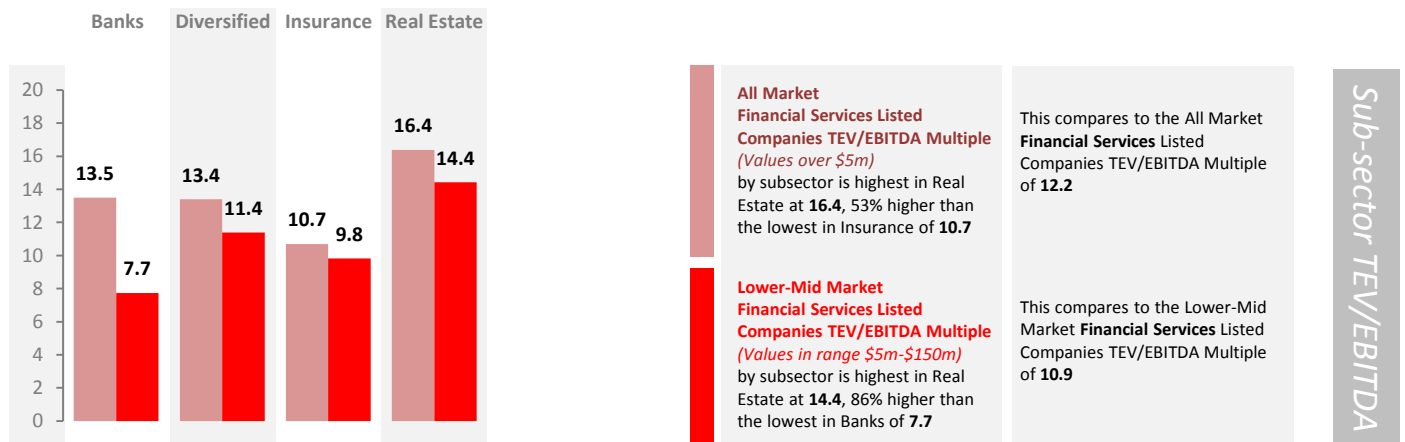 Banks Diversified Insurance Real Estate
20
18
16
14
12
10
8
6
4
2
0
13.5
7.7
13.4
11.4
10.7
9.8
16.4
14.4
All Market
Financial Services Listed
Companies TEV/EBITDA Multiple
(Values over $5m)
by subsector is highest in Real
Estate at 16.4, 53% higher than
the lowest in Insurance of 10.7
This compares to the All Market
Financial Services Listed
Companies TEV/EBITDA Multiple
of 12.2
Lower-Mid Market
Financial Services Listed
Companies TEV/EBITDA Multiple
(Values in range $5m-$150m)
by subsector is highest in Real
Estate at 14.4, 86% higher than
the lowest in Banks of 7.7
This compares to the Lower-Mid
Market Financial Services Listed
Companies TEV/EBITDA Multiple
of 10.9
Sub-sector TEV/EBITDA